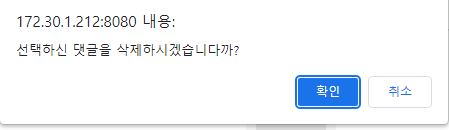 172.30.1.212:8080 내용:
선택하신 댓글을 삭제하시겠습니다까?
확인
취소